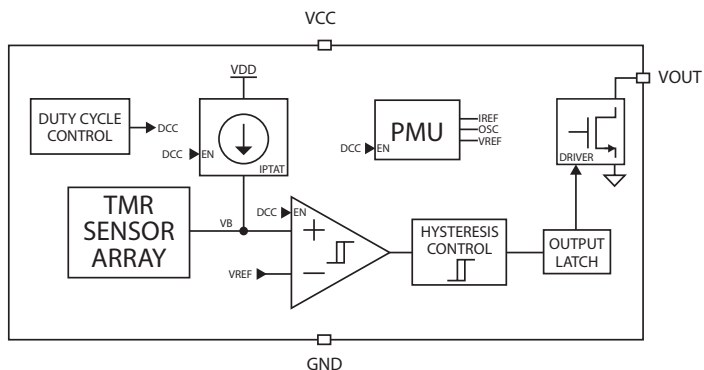 VCC
VOUT
VDD
DUTY CYCLE
CONTROL
DCC
DCC
EN
IPTAT
PMU
DCC
EN
IREF
OSC
VREF
DRIVER
TMR
SENSOR
ARRAY
VB
DCC
EN
+
VREF
−
HYSTERESIS
CONTROL
OUTPUT
LATCH
GND